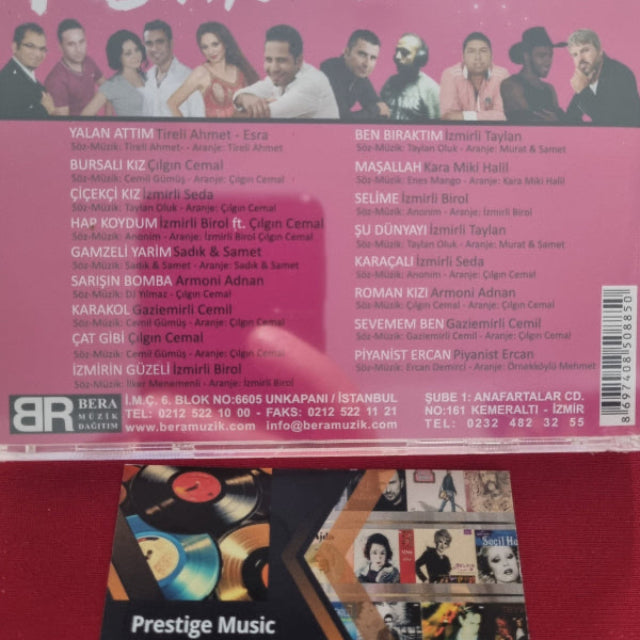 YALAN ATTIM Tireli Ahmet - Esra
Söz-Müzik: Tireli Ahmet- - Aranje: Tireli Ahmet
BURSALI KIZ Çılgın Cemal
Söz-Müzik: Cemil Gümüş - Aranje: Çılgın Cemal
ÇİÇEKÇİ KIZ İzmirli Seda
Söz-Müzik: Taylan Oluk - Aranje: Çılgın Cemal
HAP KOYDUM İzmirli Birol ft. Çılgın Cemal
Söz-Müzik: Anonim - Aranje: İzmirli Birol Çılgın Cemal
GAMZELİ YARİM Sadık & Samet
Söz-Müzik: Sadık & Samet - Aranje: Sadık & Samet
SARIŞIN BOMBA Armoni Adnan
Söz-Müzik: DJ Yılmaz - Çılgın Cemal
KARAKOL Gaziemirli Cemil
Söz-Müzik: Cemil Gümüş - Aranje: Çılgın Cemal
ÇAT GİBİ Çılgın Cemal
Söz-Müzik: Cemil Gümüş - Aranje: Çılgın Cemal
İZMİRİN GÜZELİ İzmirli Birol
Söz-Müzik: İlker Menemenli - Aranje: İzmirli Birol
BEN BIRAKTIM İzmirli Taylan
Söz-Müzik: Taylan Oluk - Aranje: Murat & Samet
MAŞALLAH Kara Miki Halil
Söz-Müzik: Enes Mango - Aranje: Kara Miki Halil
SELİME İzmirli Birol
Söz-Müzik: Anonim - Aranje: İzmirli Birol
ŞU DÜNYAYI İzmirli Taylan
Söz-Müzik: Taylan Oluk - Aranje: Murat & Samet
KARAÇALI İzmirli Seda
Söz-Müzik: Anonim - Aranje: Çılgın Cemal
ROMAN KIZI Armoni Adnan
Söz-Müzik: Çılgın Cemal - Aranje: Çılgın Cemal
SEVEMEM BEN Gaziemirli Cemil
Söz-Müzik: Gaziemirli Cemil - Aranje: Çılgın Cemal
PİYANİST ERCAN Piyanist Ercan
Söz-Müzik: Ercan Demirci - Aranje: Örnekköylü Mehmet
8697408508850
BR BERA
MÜZİK
DAĞITIM
İ.M.Ç. 6. BLOK NO:6605 UNKAPANI / İSTANBUL
TEL: 0212 522 10 00 - FAKS: 0212 522 11 21
www.beramuzik.com info@beramuzik.com
ŞUBE 1: ANAFARTALAR CD.
NO:161 KEMERALTI - İZMİR
TEL: 0232 482 32 55
Prestige Music